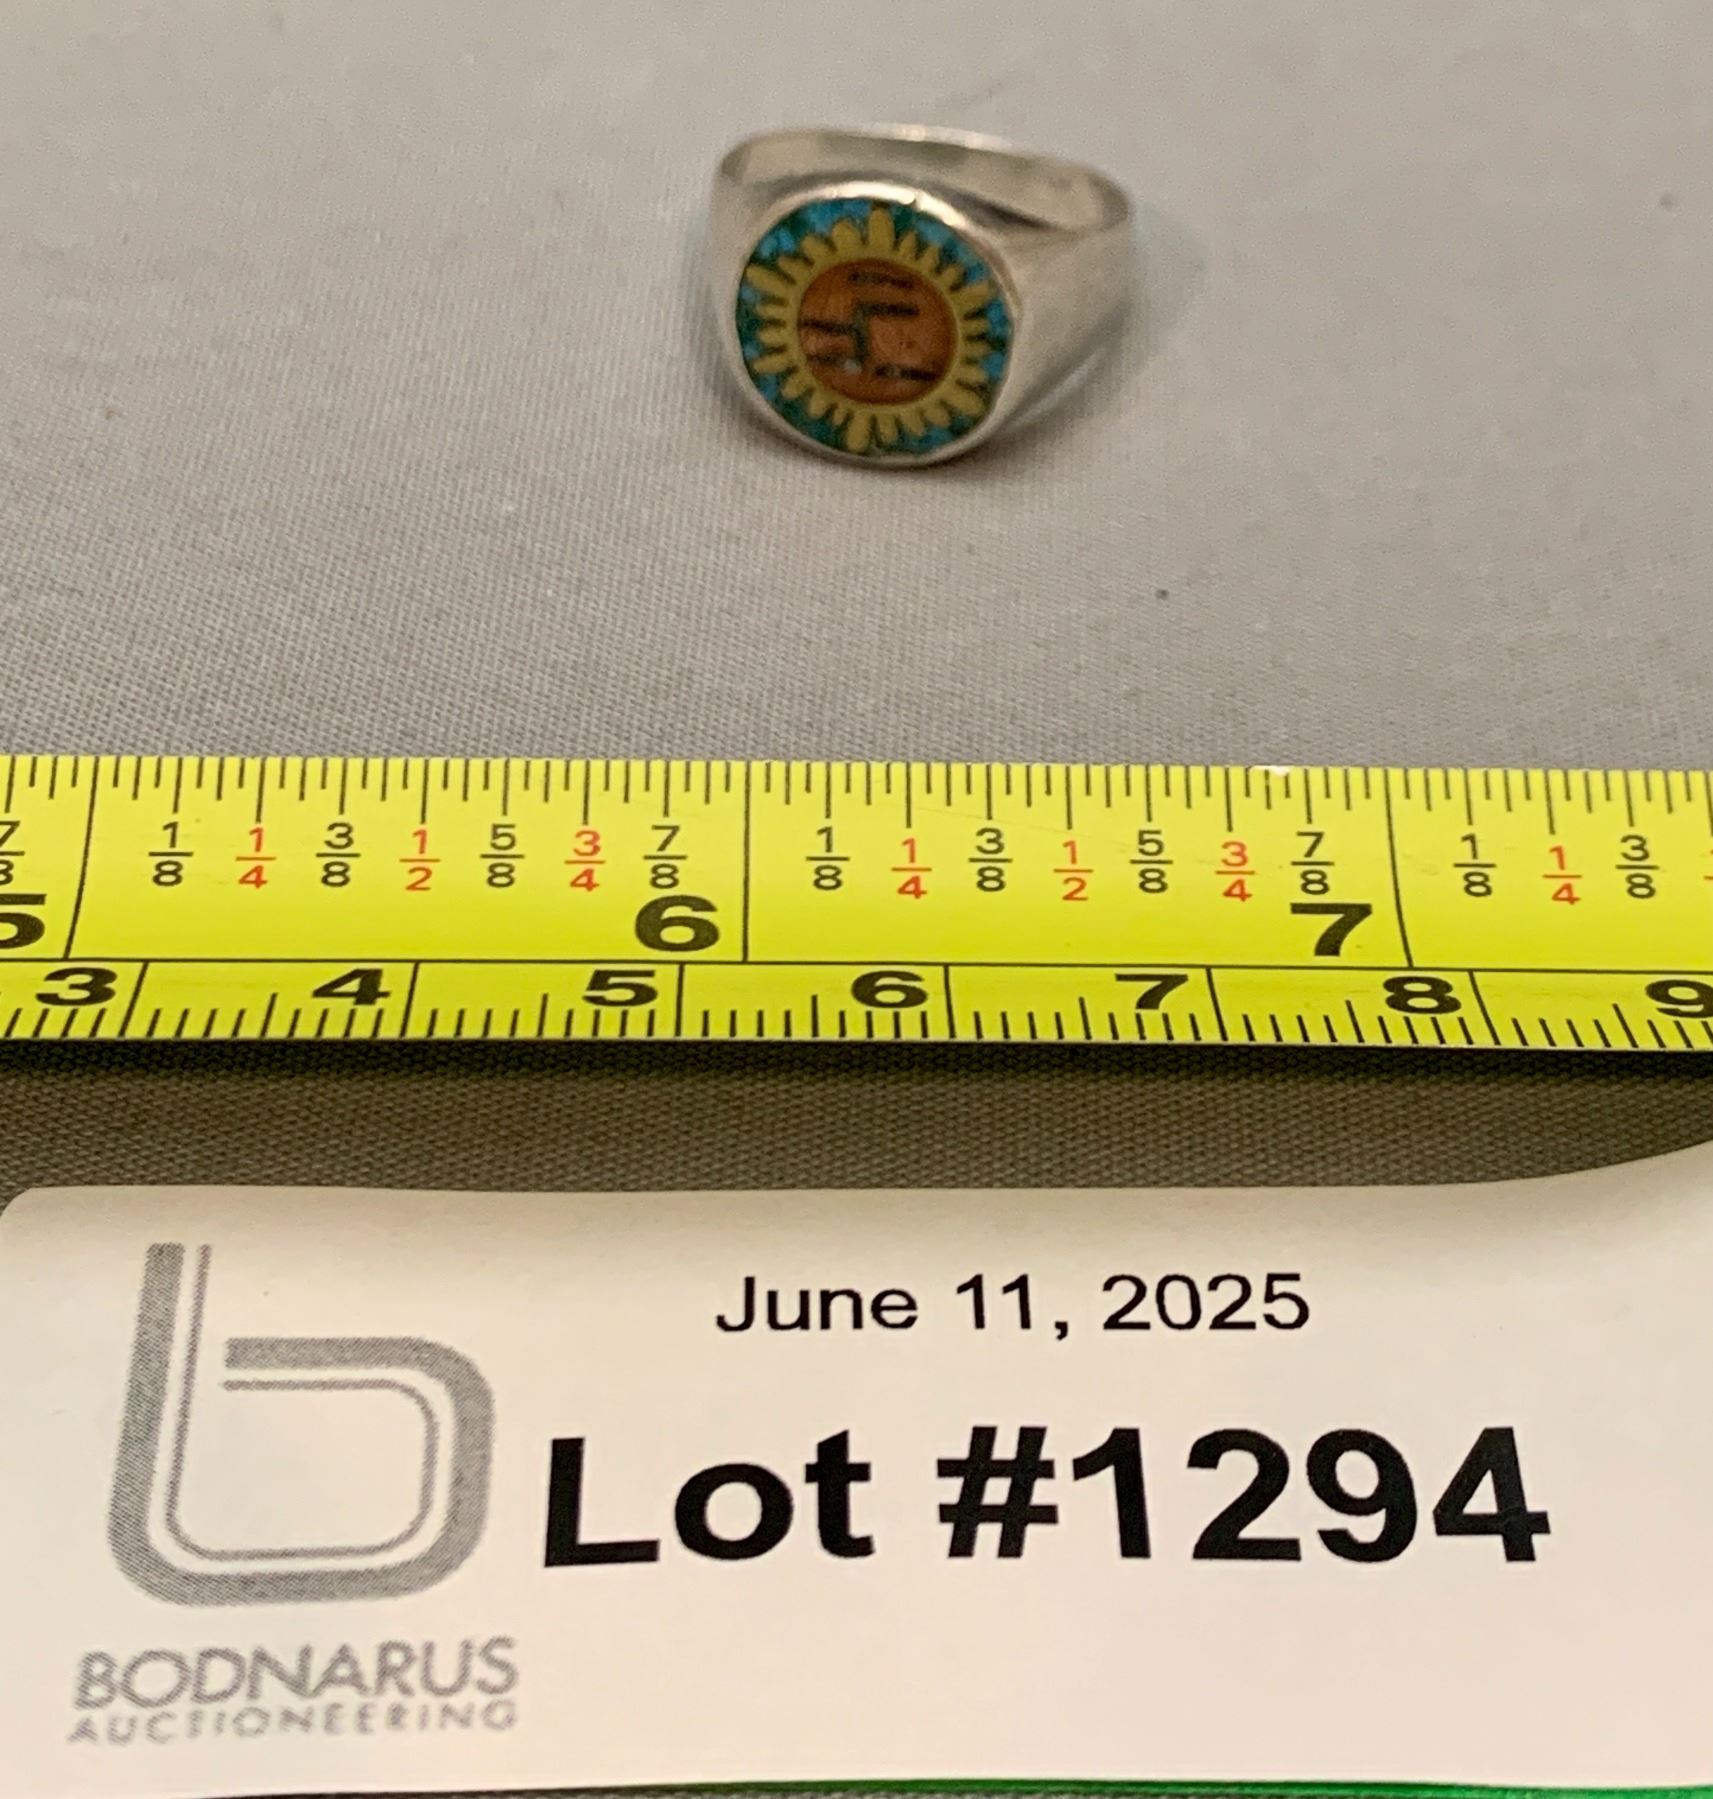 7/8 1/8 1/4 3/8 1/2 5/8 3/4 7/8 1/8 1/4 3/8 1/2 5/8 3/4 7/8 1/8 1/4 3/8
5 6 7
3 4 5 6 7 8 9
June 11, 2025
Lot #1294
b
BODNARUS
AUCTIONEERING